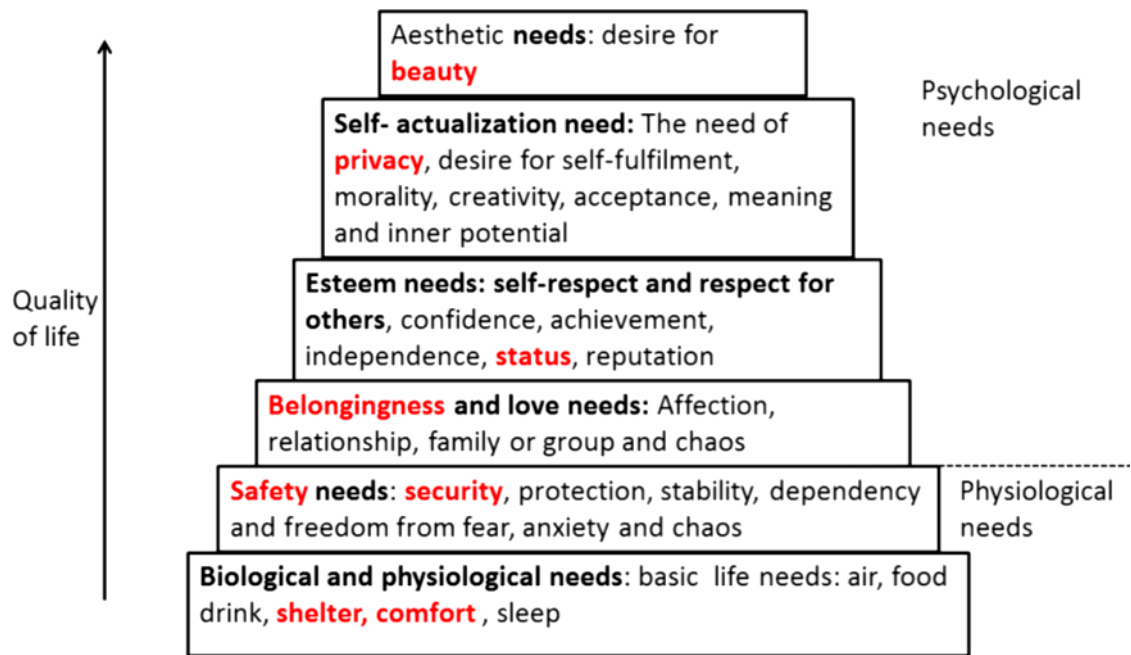 Aesthetic needs: desire for
beauty
Psychological
needs
Self- actualization need: The need of
privacy, desire for self-fulfilment,
morality, creativity, acceptance, meaning
and inner potential
Quality
of life
Esteem needs: self-respect and respect for
others, confidence, achievement,
independence, status, reputation
Belongingness and love needs: Affection,
relationship, family or group and chaos
Safety needs: security, protection, stability, dependency
and freedom from fear, anxiety and chaos
Physiological
needs
Biological and physiological needs: basic life needs: air, food
drink, shelter, comfort , sleep